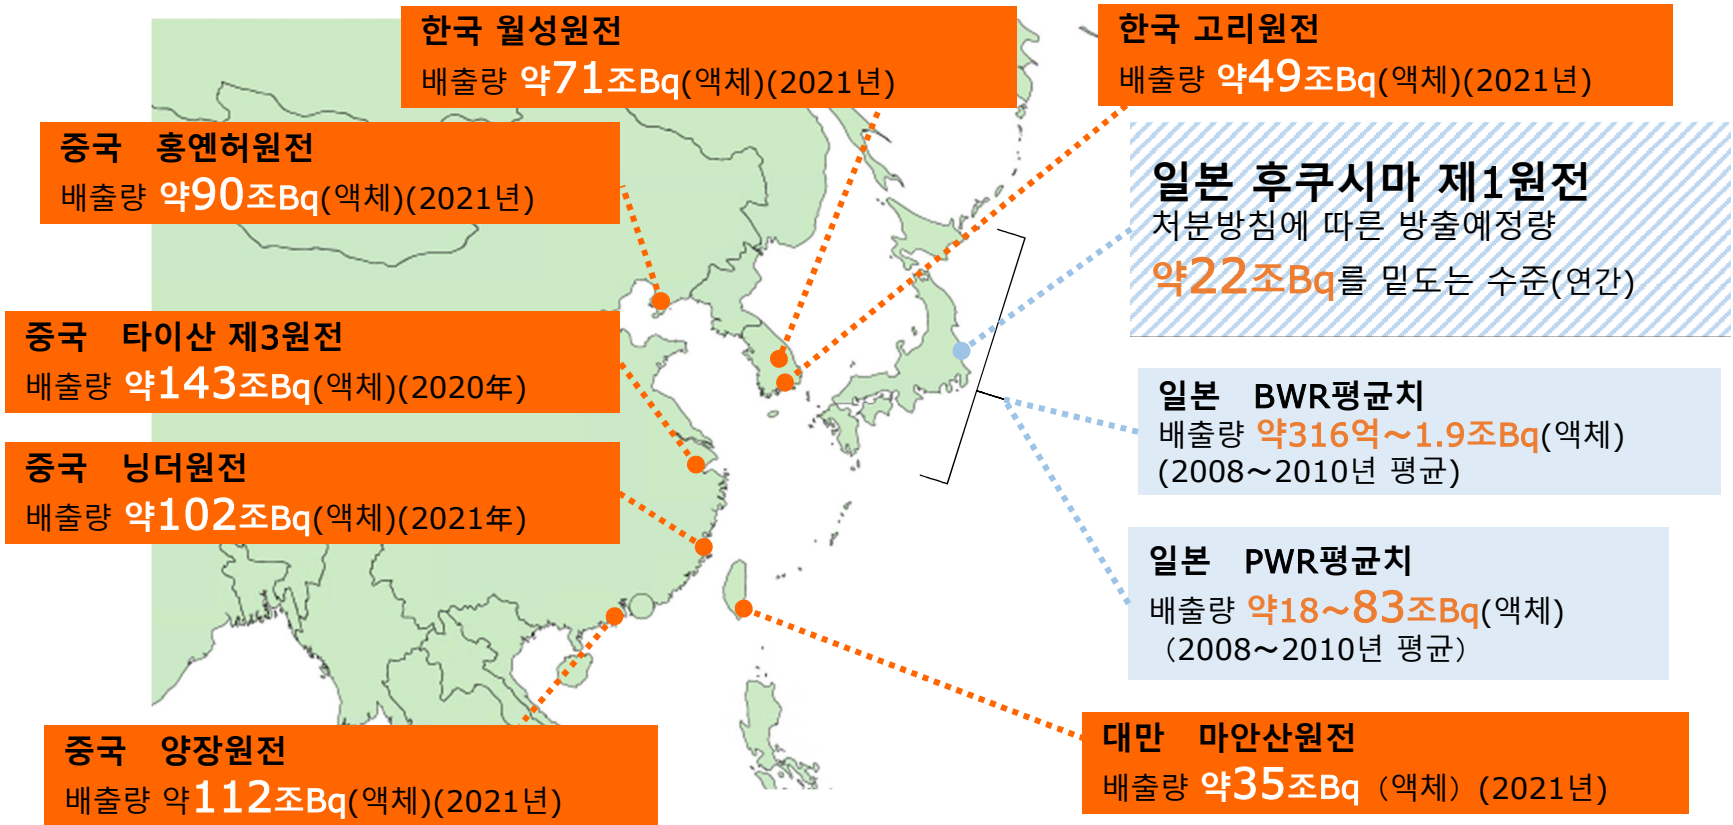 한국 월성원전
배출량 약71조Bq(액체)(2021년)
한국 고리원전
배출량 약49조Bq(액체)(2021년)
중국 홍옌허원전
배출량 약90조Bq(액체)(2021년)
일본 후쿠시마 제1원전
처분방침에 따른 방출예정량
약22조Bq를 밑도는 수준(연간)
중국 타이산 제3원전
배출량 약143조Bq(액체)(2020年)
일본 BWR평균치
배출량 약316억～1.9조Bq(액체)
(2008～2010년 평균)
중국 닝더원전
배출량 약102조Bq(액체)(2021年)
일본 PWR평균치
배출량 약18～83조Bq(액체)
（2008～2010년 평균）
중국 양장원전
배출량 약112조Bq(액체)(2021년)
대만 마안산원전
배출량 약35조Bq（액체）(2021년)